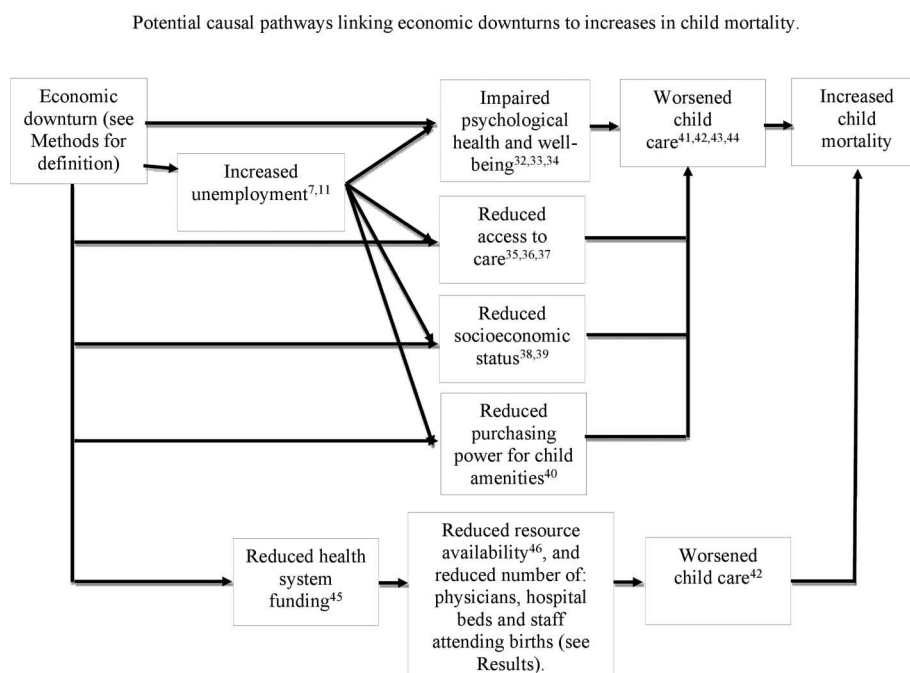 Potential causal pathways linking economic downturns to increases in child mortality.
Economic
downturn (see
Methods for
definition)
Increased
unemployment7,11
Impaired
psychological
health and well-
being32,33,34
Worsened
child
care41,42,43,44
Increased
child
mortality
Reduced
access to
care35,36,37
Reduced
socioeconomic
status38,39
Reduced
purchasing
power for child
amenities40
Reduced health
system
funding45
Reduced resource
availability46, and
reduced number of:
physicians, hospital
beds and staff
attending births (see
Results).
Worsened
child care42